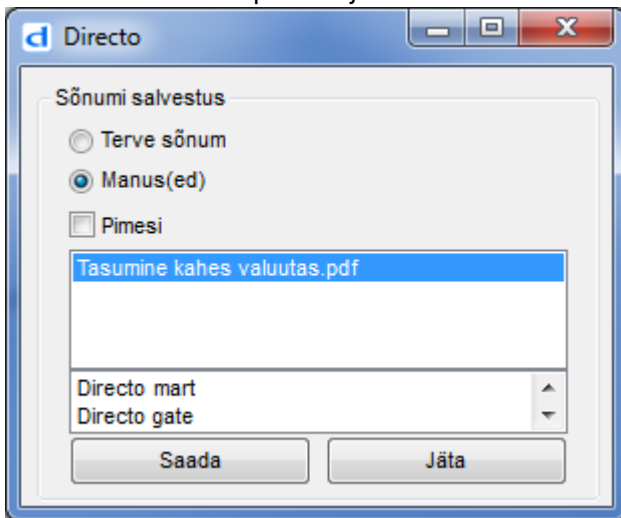 Directo
Sõnumi salvestus
Terve sõnum
Manus(ed)
Pimesi
Tasumine kahes valuutas.pdf
Directo mart
Directo gate
Saada
Jäta